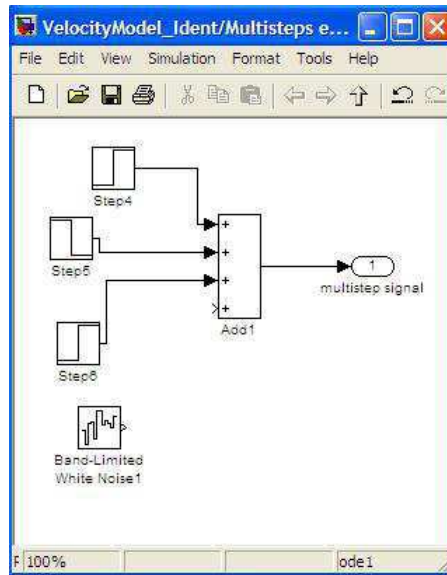 VelocityModel_Ident/Multisteps e...
File Edit View Simulation Format Tools Help
Step4
Step5
+
+
+
+
Add1
1
multistep signal
Step6
Band-Limited
White Noise1
100%
ode1